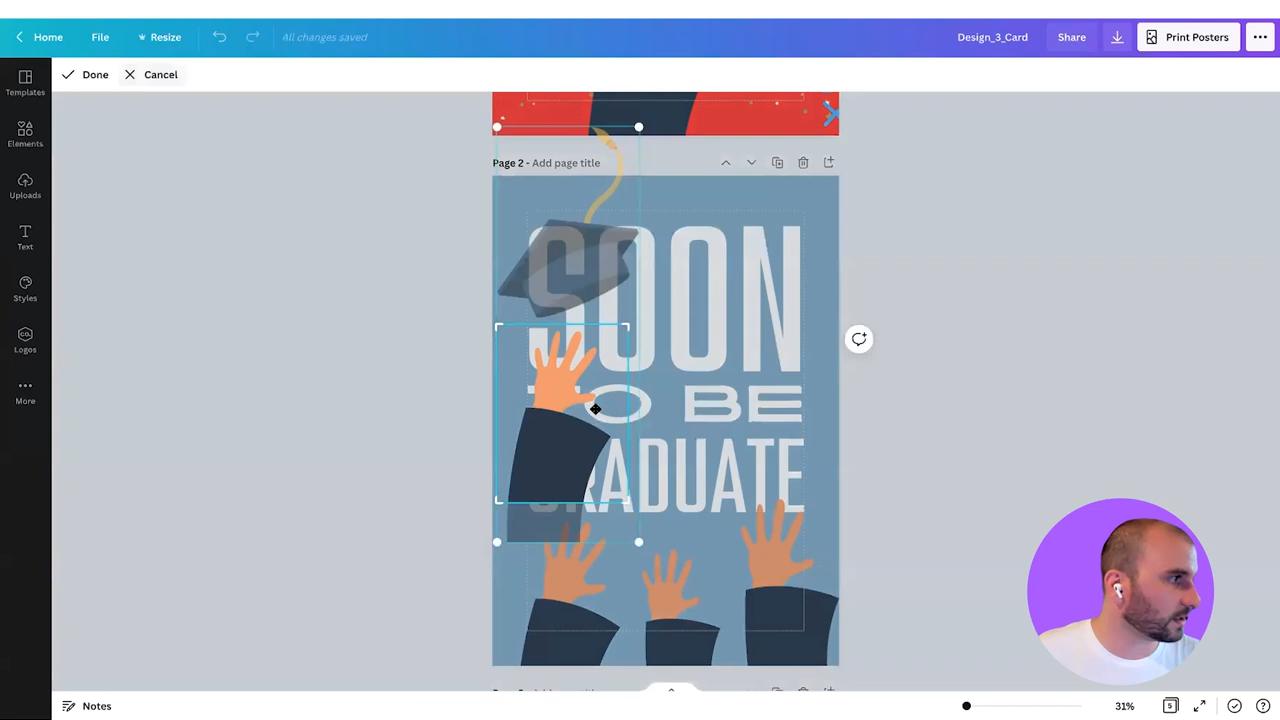 Home File Resize All changes saved Design_3_Card Share Print Posters
Done Cancel
Templates
Elements
Uploads
Text
Styles
CO.
Logos
More
Page 2 - Add page title
SOON
TO BE
GRADUATE
Notes 31% 5